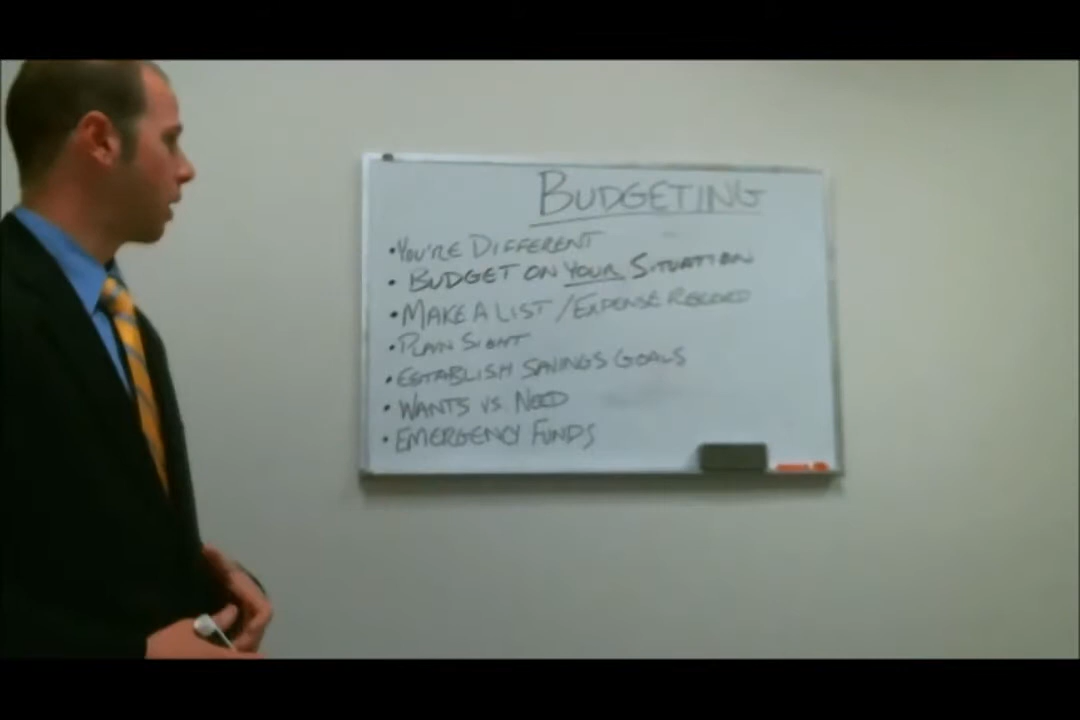 BUDGETING
• YOU'RE DIFFERENT
• BUDGET ON YOUR SITUATION
• MAKE A LIST / EXPENSE RECORD
• PLAIN SIGHT
• ESTABLISH SAVINGS GOALS
• WANTS VS NEED
• EMERGENCY FUNDS